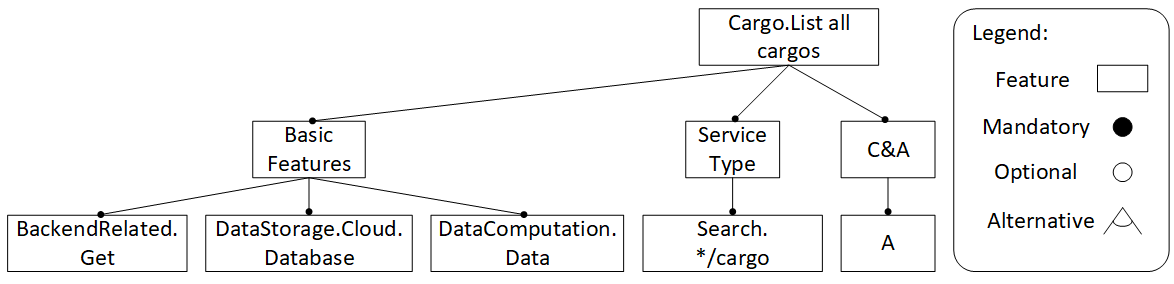 Cargo.List all
cargos
Legend:
Feature
Mandatory
Optional
Alternative
Basic
Features
Service
Type
C&A
BackendRelated.
Get
DataStorage.Cloud.
Database
DataComputation.
Data
Search.
*/cargo
A